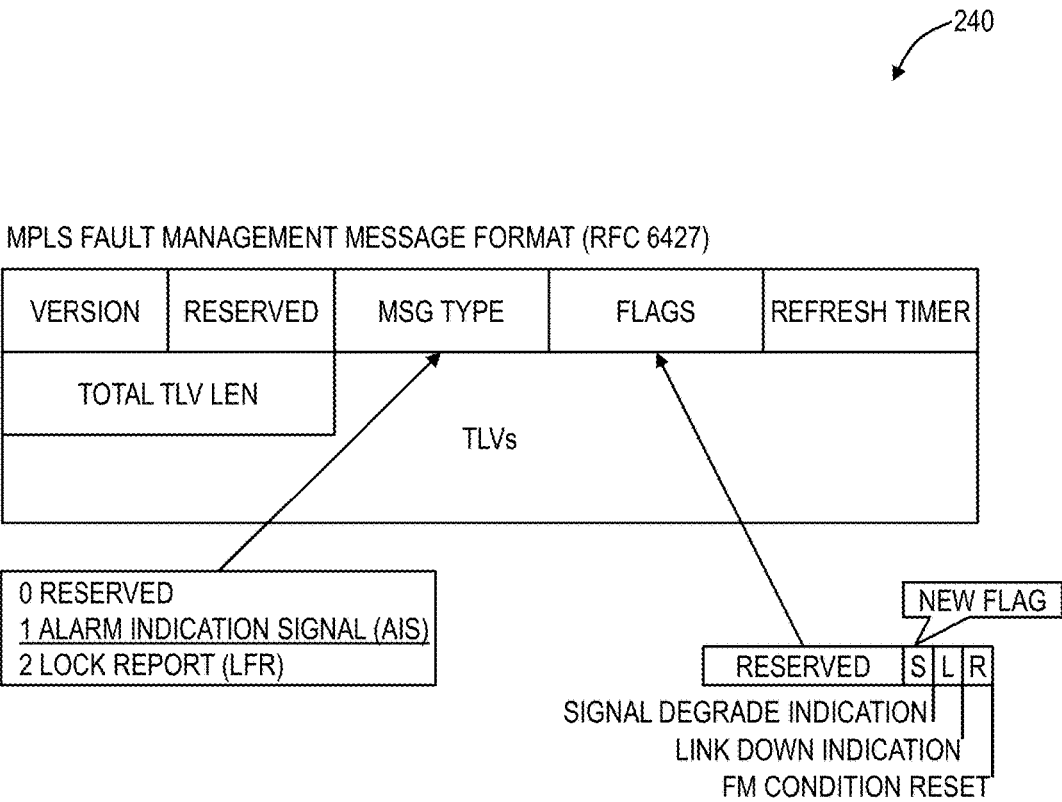 240
MPLS FAULT MANAGEMENT MESSAGE FORMAT (RFC 6427)
VERSION RESERVED MSG TYPE FLAGS REFRESH TIMER
TOTAL TLV LEN
TLVs
0 RESERVED
1 ALARM INDICATION SIGNAL (AIS)
2 LOCK REPORT (LFR)
NEW FLAG
RESERVED S L R
SIGNAL DEGRADE INDICATION
LINK DOWN INDICATION
FM CONDITION RESET